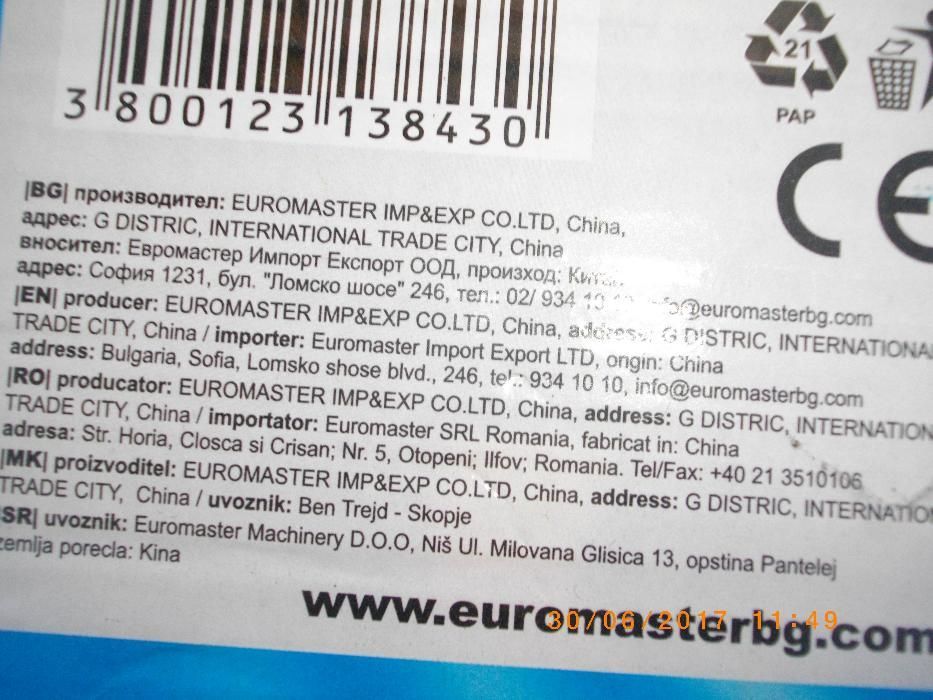 3 800123 138430
21
PAP
CE
|BG| производител: EUROMASTER IMP&EXP CO.LTD, China,
адрес: G DISTRIC, INTERNATIONAL TRADE CITY, China
вносител: Евромастер Импорт Експорт ООД, произход:
адрес: София 1231, бул. "Ломско шосе" 246, тел.: 02/ 934 10 @euromasterbg.com
|EN| producer: EUROMASTER IMP&EXP CO.LTD, China, address: G DISTRIC, INTERNATIONAL
TRADE CITY, China / importer: Euromaster Import Export LTD, origin: China
address: Bulgaria, Sofia, Lomsko shose blvd., 246, tel.: 934 10 10, info@euromasterbg.com
|RO| producator: EUROMASTER IMP&EXP CO.LTD, China, address: G DISTRIC, INTERNATION
TRADE CITY, China / importator: Euromaster SRL Romania, fabricat in: China
adresa: Str. Horia, Closca si Crisan; Nr. 5, Otopeni; Ilfov; Romania. Tel/Fax: +40 21 3510106
|MK| proizvoditel: EUROMASTER IMP&EXP CO.LTD, China, address: G DISTRIC, INTERNATIO
TRADE CITY, China / uvoznik: Ben Trejd - Skopje
SR| uvoznik: Euromaster Machinery D.O.O, Niš Ul. Milovana Glisica 13, opstina Pantelej
zemlja porecla: Kina
www.euromasterbg.com
30/06/2017 11:49